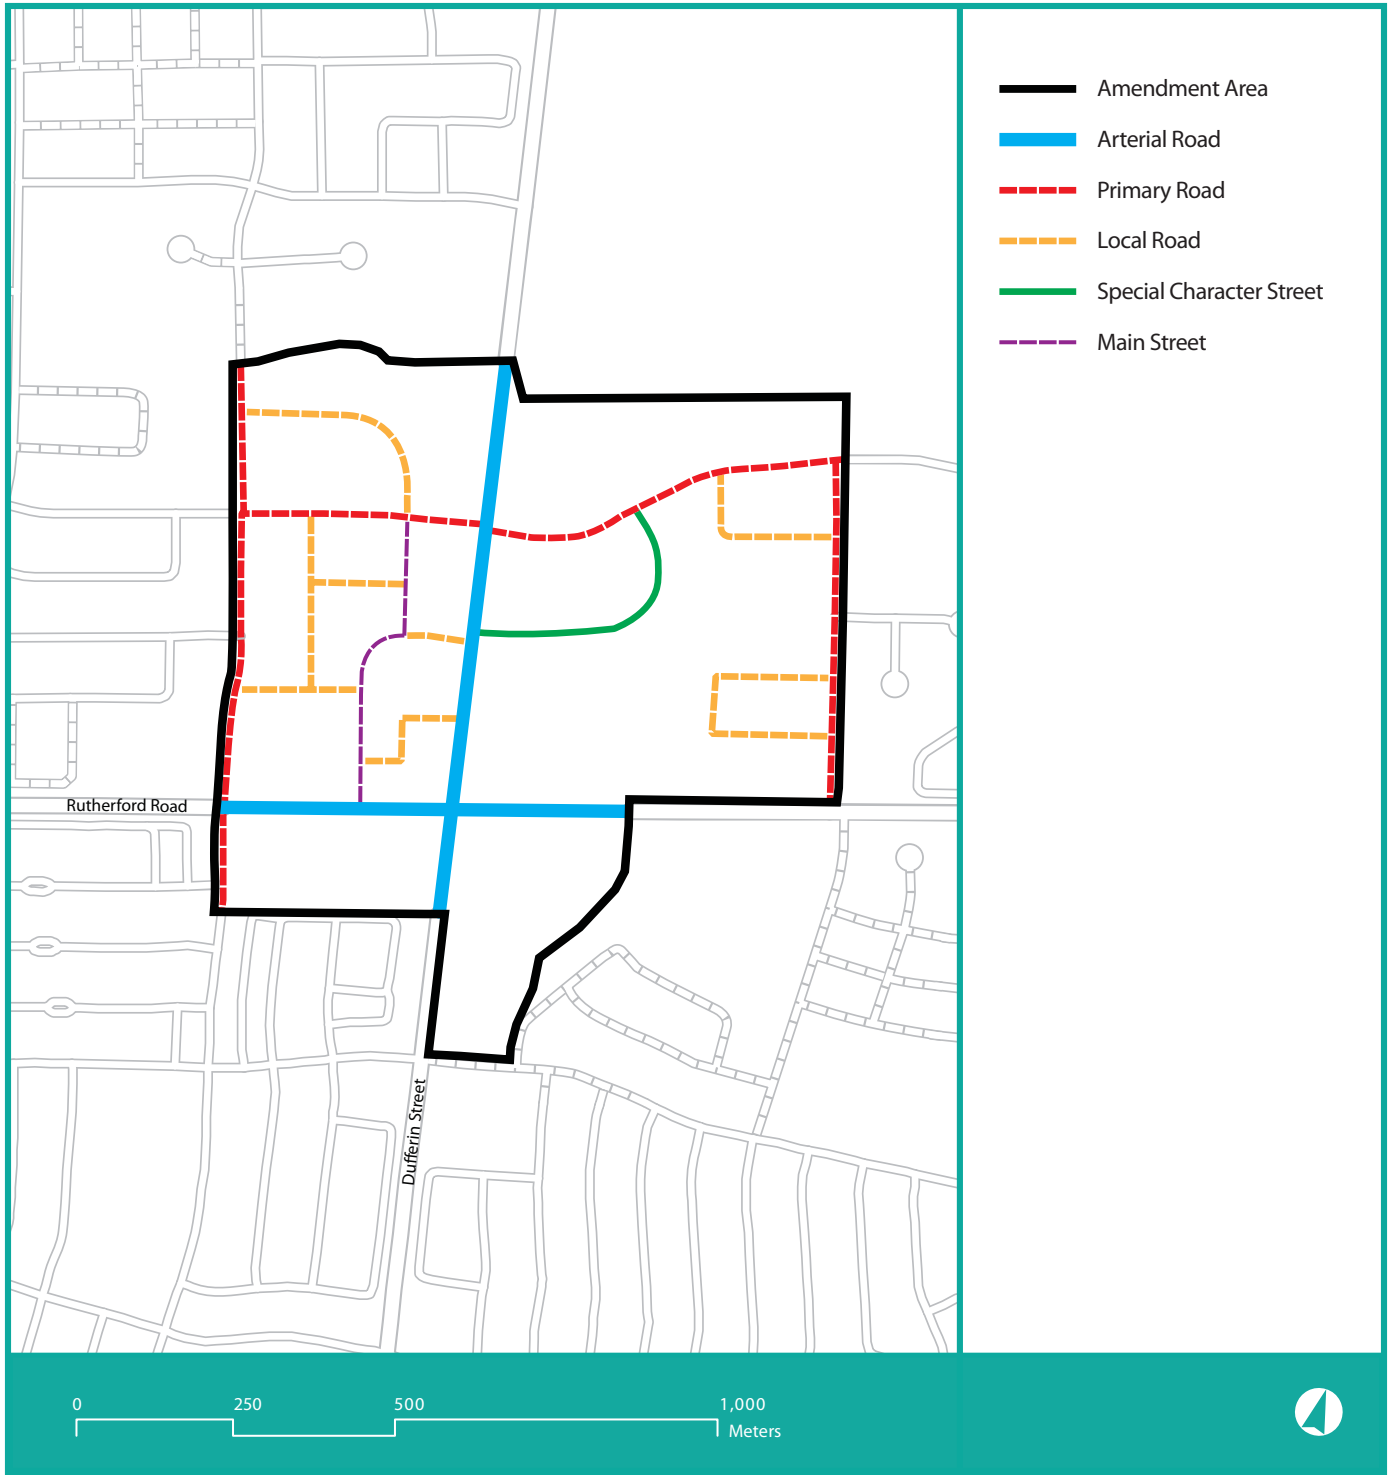 Amendment Area
Arterial Road
Primary Road
Local Road
Special Character Street
Main Street
Rutherford Road
Dufferin Street
0 250 500 1,000
Meters